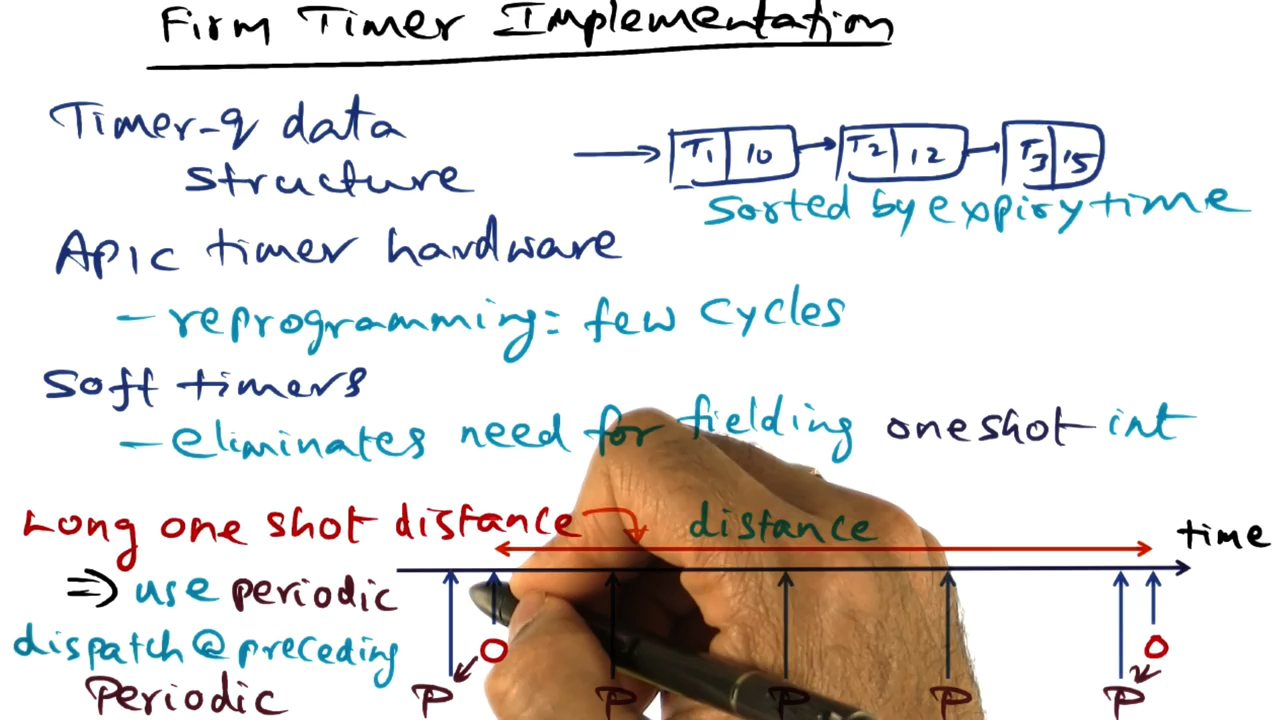 Firm Timer Implementation
Timer-q data
structure
T1 10 T2 12 T3 15
sorted by expiry time
APIC timer hardware
- reprogramming: few cycles
Soft timers
- eliminates need for fielding one shot int
Long one shot distance
distance
time
=> use periodic
dispatch @ preceding
periodic
O O
P P P P P